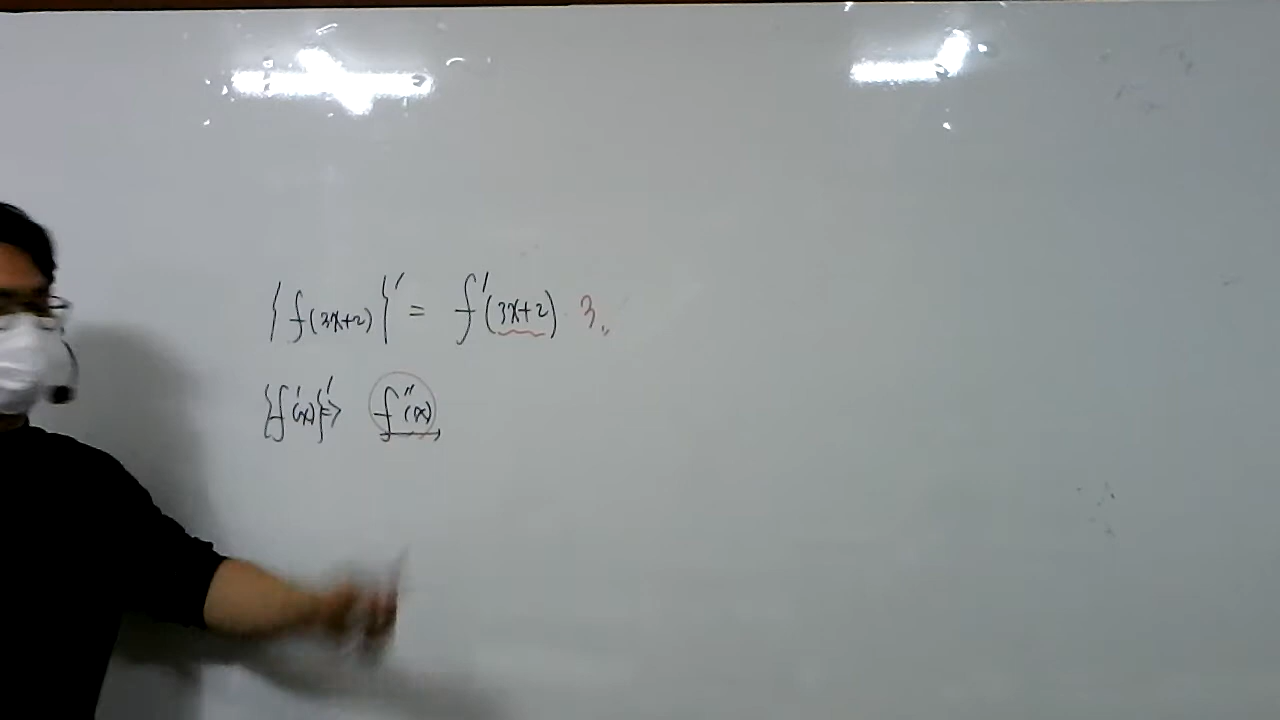 {f(3x+2)}' = f'(3x+2) · 3
{f'(x)}' ⇒ f''(x)